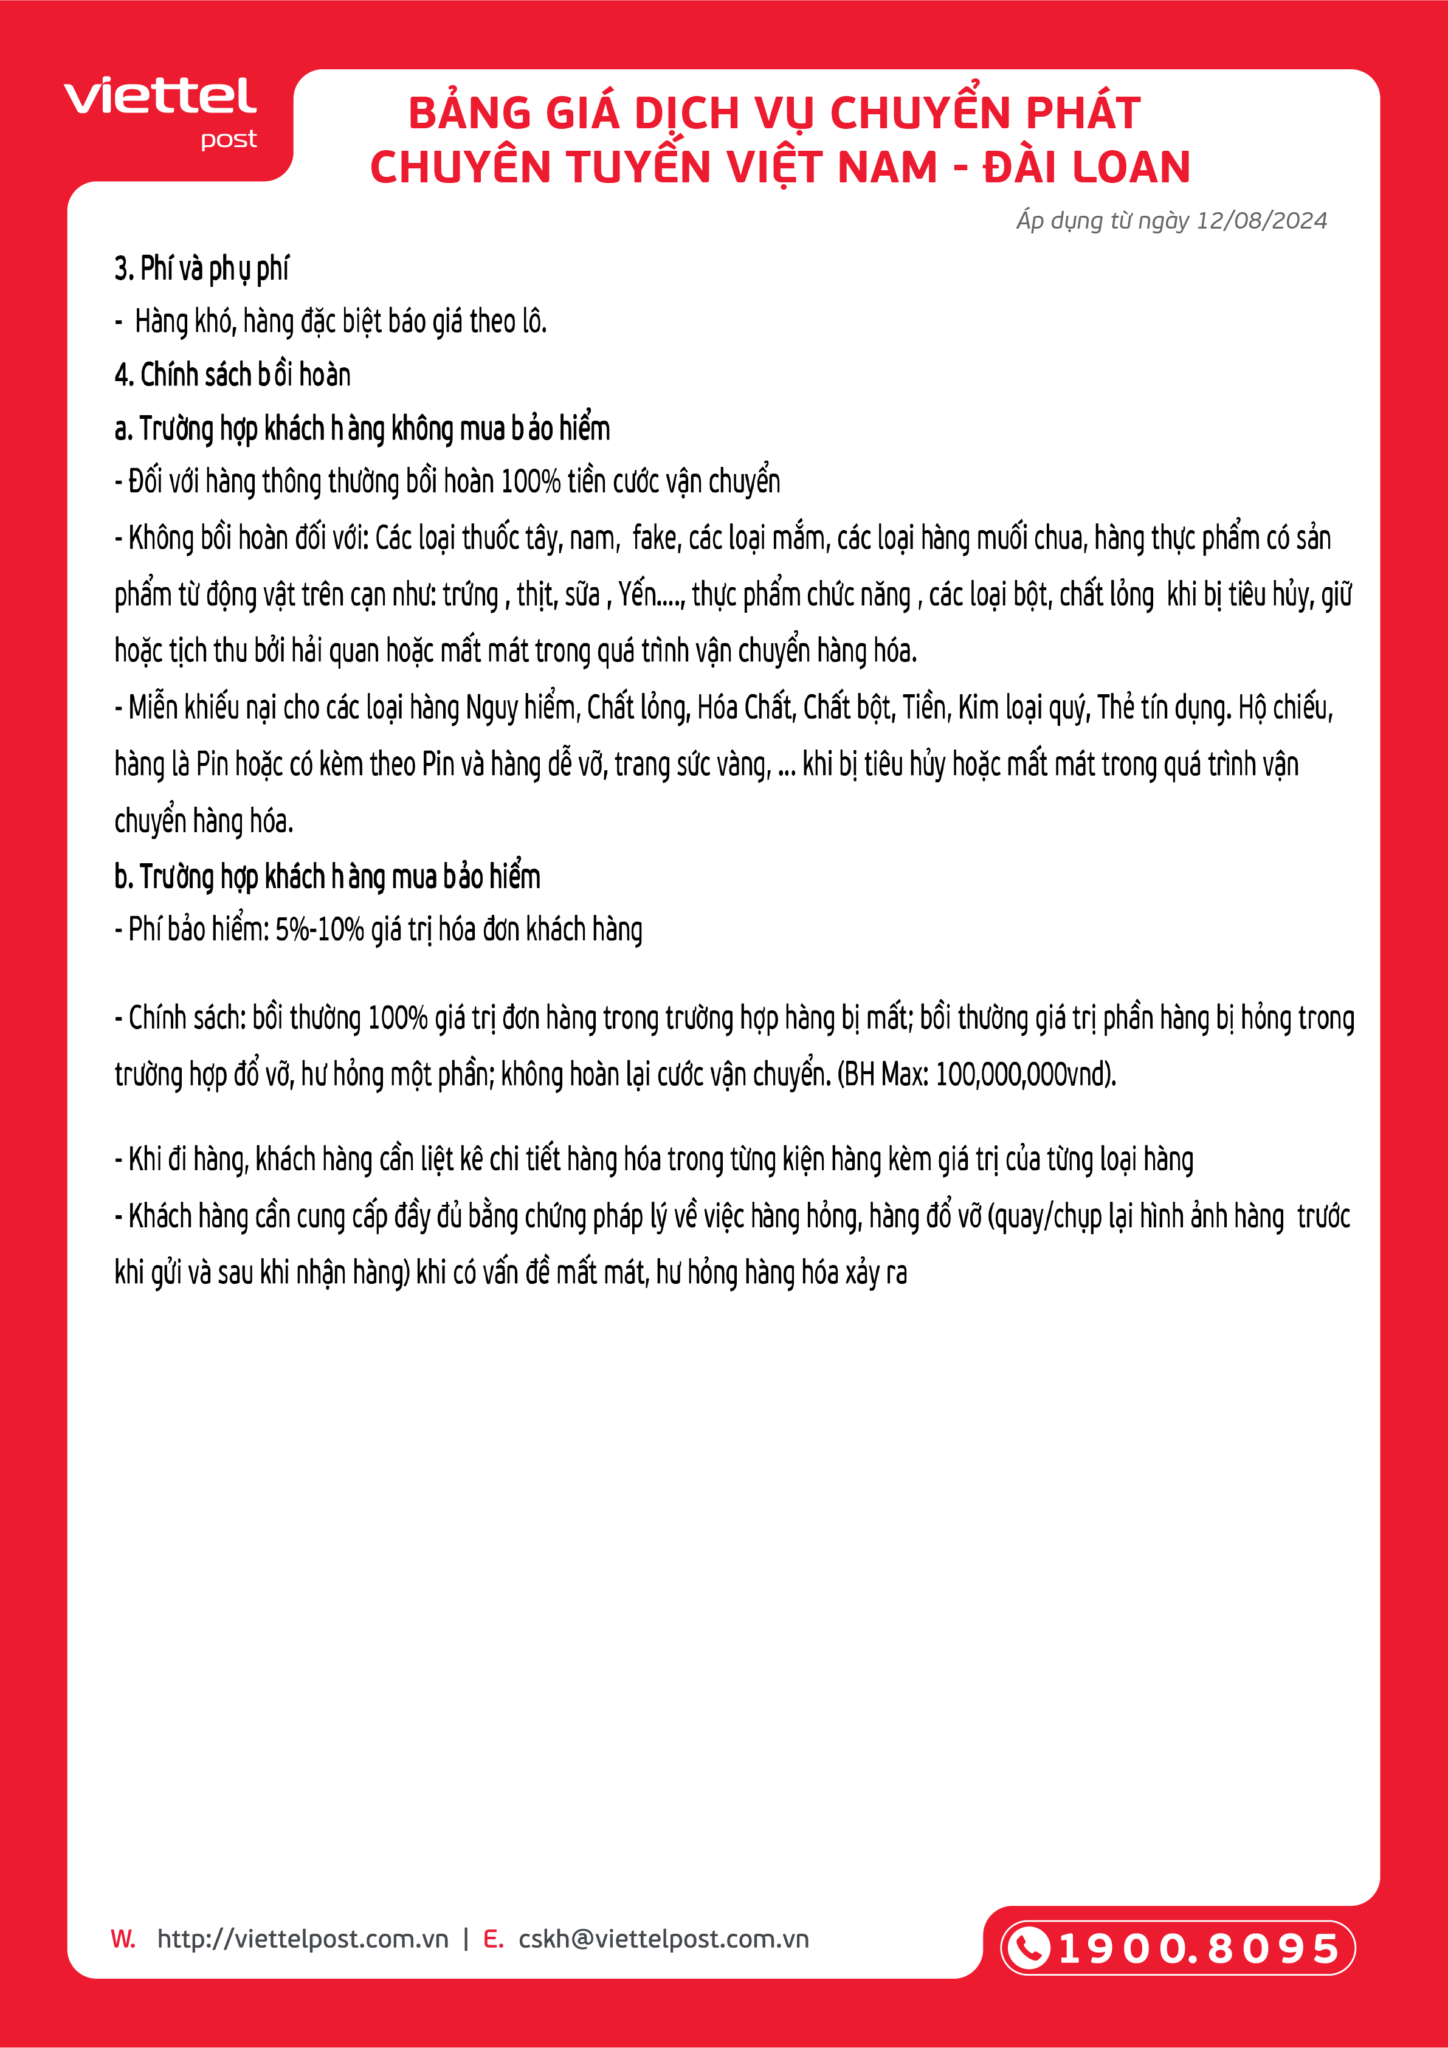 viettel
post
BẢNG GIÁ DỊCH VỤ CHUYỂN PHÁT
CHUYÊN TUYẾN VIỆT NAM - ĐÀI LOAN
Áp dụng từ ngày 12/08/2024
3. Phí và phụ phí
- Hàng khó, hàng đặc biệt báo giá theo lô.
4. Chính sách bồi hoàn
a. Trường hợp khách hàng không mua bảo hiểm
- Đối với hàng thông thường bồi hoàn 100% tiền cước vận chuyển
- Không bồi hoàn đối với: Các loại thuốc tây, nam, fake, các loại mắm, các loại hàng muối chua, hàng thực phẩm có sản
phẩm từ động vật trên cạn như: trứng , thịt, sữa , Yến...., thực phẩm chức năng , các loại bột, chất lỏng khi bị tiêu hủy, giữ
hoặc tịch thu bởi hải quan hoặc mất mát trong quá trình vận chuyển hàng hóa.
- Miễn khiếu nại cho các loại hàng Nguy hiểm, Chất lỏng, Hóa Chất, Chất bột, Tiền, Kim loại quý, Thẻ tín dụng. Hộ chiếu,
hàng là Pin hoặc có kèm theo Pin và hàng dễ vỡ, trang sức vàng, ... khi bị tiêu hủy hoặc mất mát trong quá trình vận
chuyển hàng hóa.
b. Trường hợp khách hàng mua bảo hiểm
- Phí bảo hiểm: 5%-10% giá trị hóa đơn khách hàng
- Chính sách: bồi thường 100% giá trị đơn hàng trong trường hợp hàng bị mất; bồi thường giá trị phần hàng bị hỏng trong
trường hợp đổ vỡ, hư hỏng một phần; không hoàn lại cước vận chuyển. (BH Max: 100,000,000vnd).
- Khi đi hàng, khách hàng cần liệt kê chi tiết hàng hóa trong từng kiện hàng kèm giá trị của từng loại hàng
- Khách hàng cần cung cấp đầy đủ bằng chứng pháp lý về việc hàng hỏng, hàng đổ vỡ (quay/chụp lại hình ảnh hàng trước
khi gửi và sau khi nhận hàng) khi có vấn đề mất mát, hư hỏng hàng hóa xảy ra
W. http://viettelpost.com.vn | E. cskh@viettelpost.com.vn
1900.8095